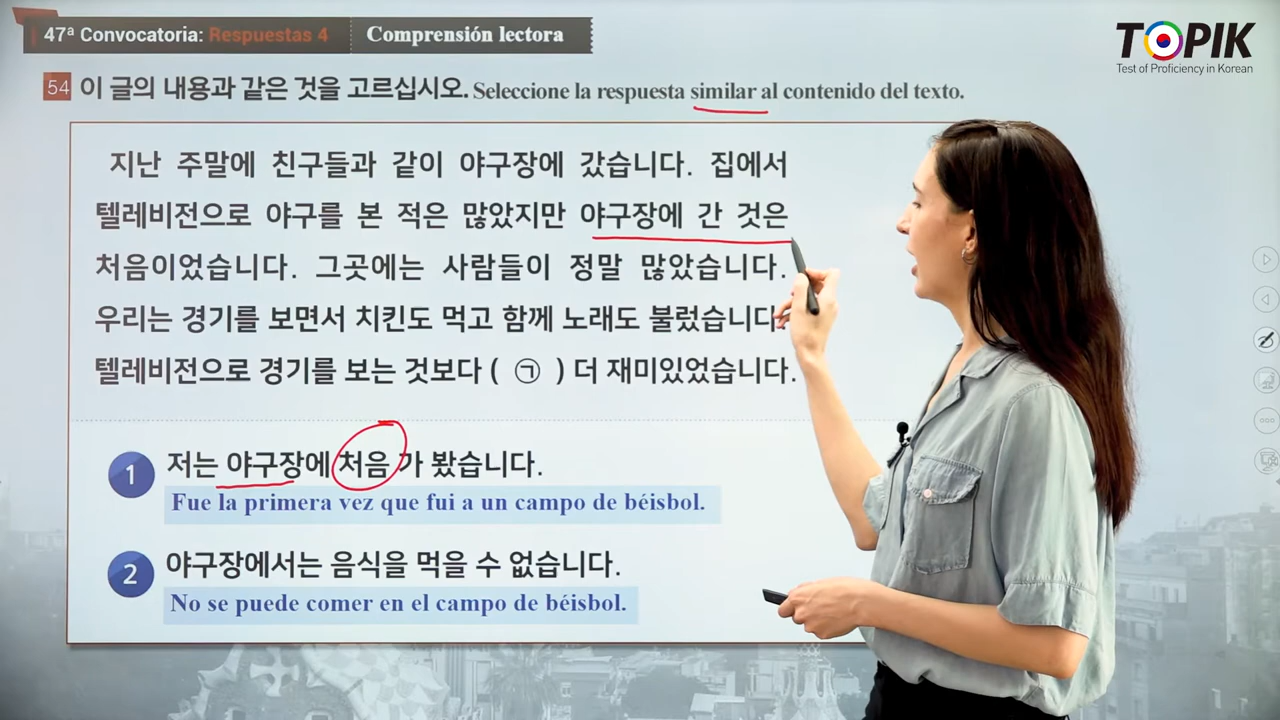 47ª Convocatoria: Respuestas 4 Comprensión lectora
TOPIK
Test of Proficiency in Korean
54 이 글의 내용과 같은 것을 고르십시오. Seleccione la respuesta similar al contenido del texto.
지난 주말에 친구들과 같이 야구장에 갔습니다. 집에서
텔레비전으로 야구를 본 적은 많았지만 야구장에 간 것은
처음이었습니다. 그곳에는 사람들이 정말 많았습니다.
우리는 경기를 보면서 치킨도 먹고 함께 노래도 불렀습니다.
텔레비전으로 경기를 보는 것보다 ( ㉠ ) 더 재미있었습니다.
1 저는 야구장에 처음 가 봤습니다.
Fue la primera vez que fui a un campo de béisbol.
2 야구장에서는 음식을 먹을 수 없습니다.
No se puede comer en el campo de béisbol.